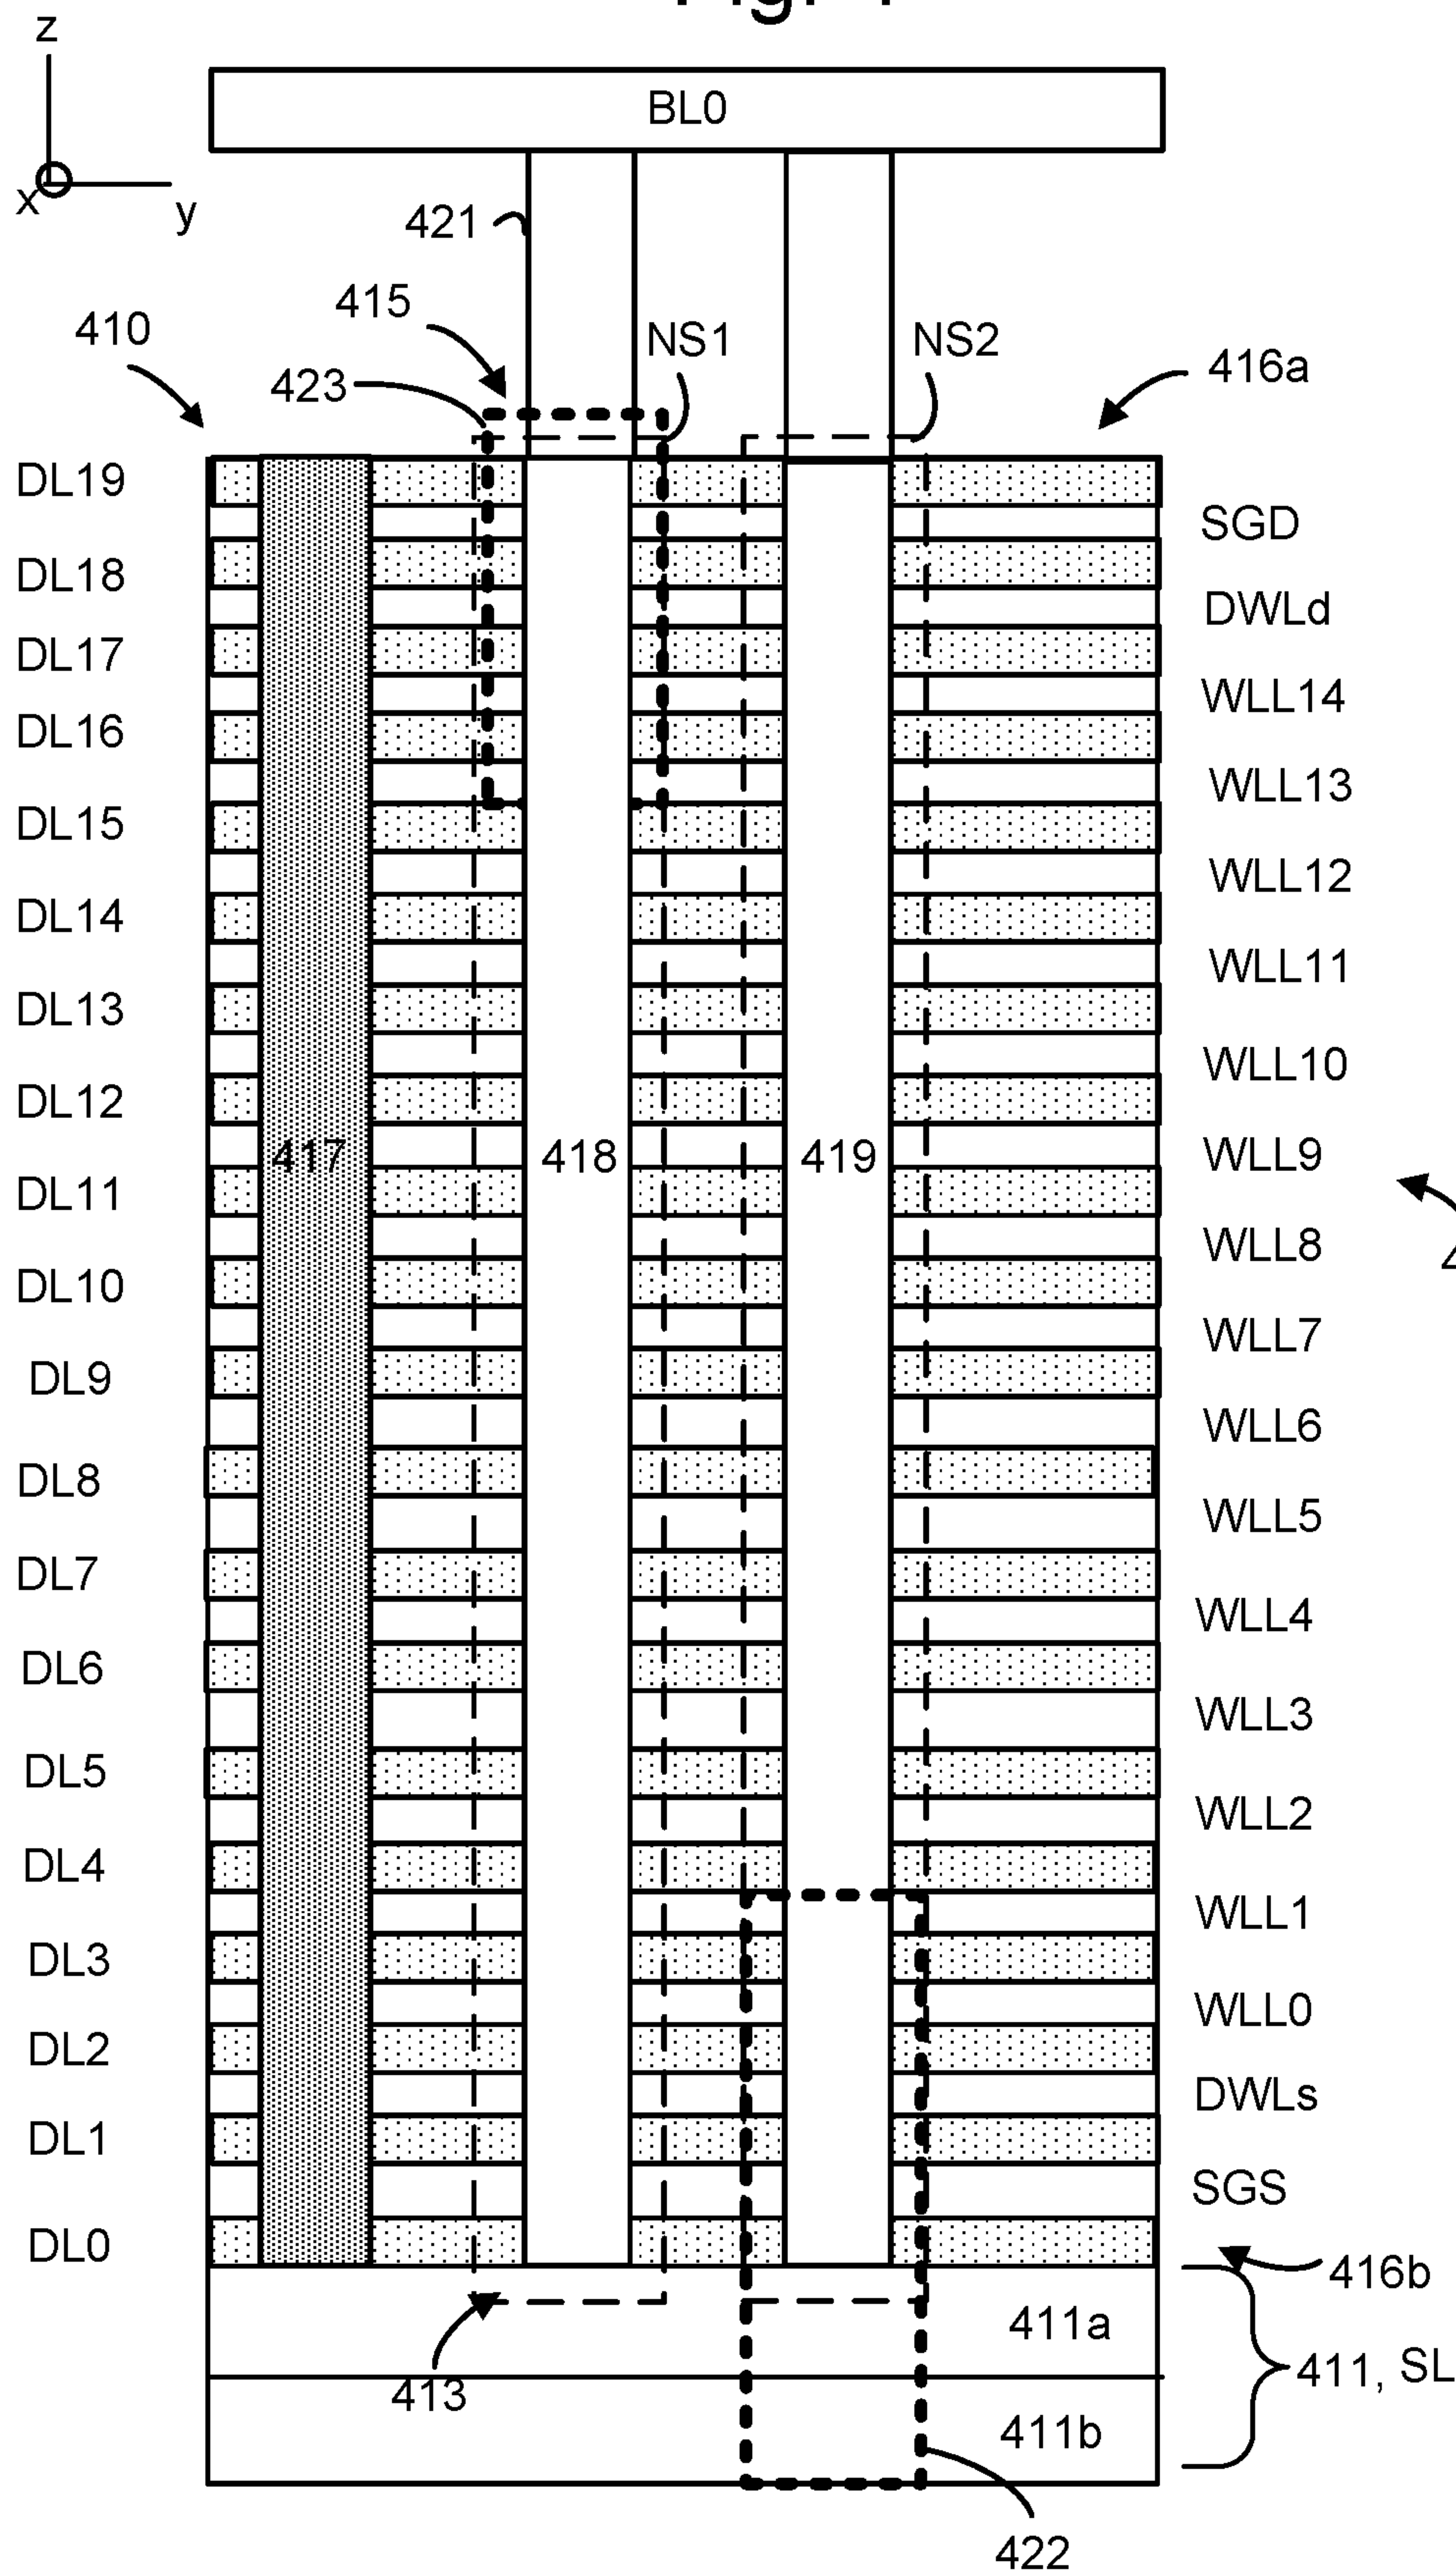 z
BL0
x
y
421
415
NS1
NS2
410
416a
423
DL19
SGD
DL18
DWLd
DL17
WLL14
DL16
WLL13
DL15
WLL12
DL14
WLL11
DL13
WLL10
DL12
417
418
419
WLL9
DL11
WLL8
DL10
WLL7
DL9
WLL6
DL8
WLL5
DL7
WLL4
DL6
WLL3
DL5
WLL2
DL4
WLL1
DL3
WLL0
DL2
DWLs
DL1
SGS
DL0
416b
411a
411, SL
413
411b
422